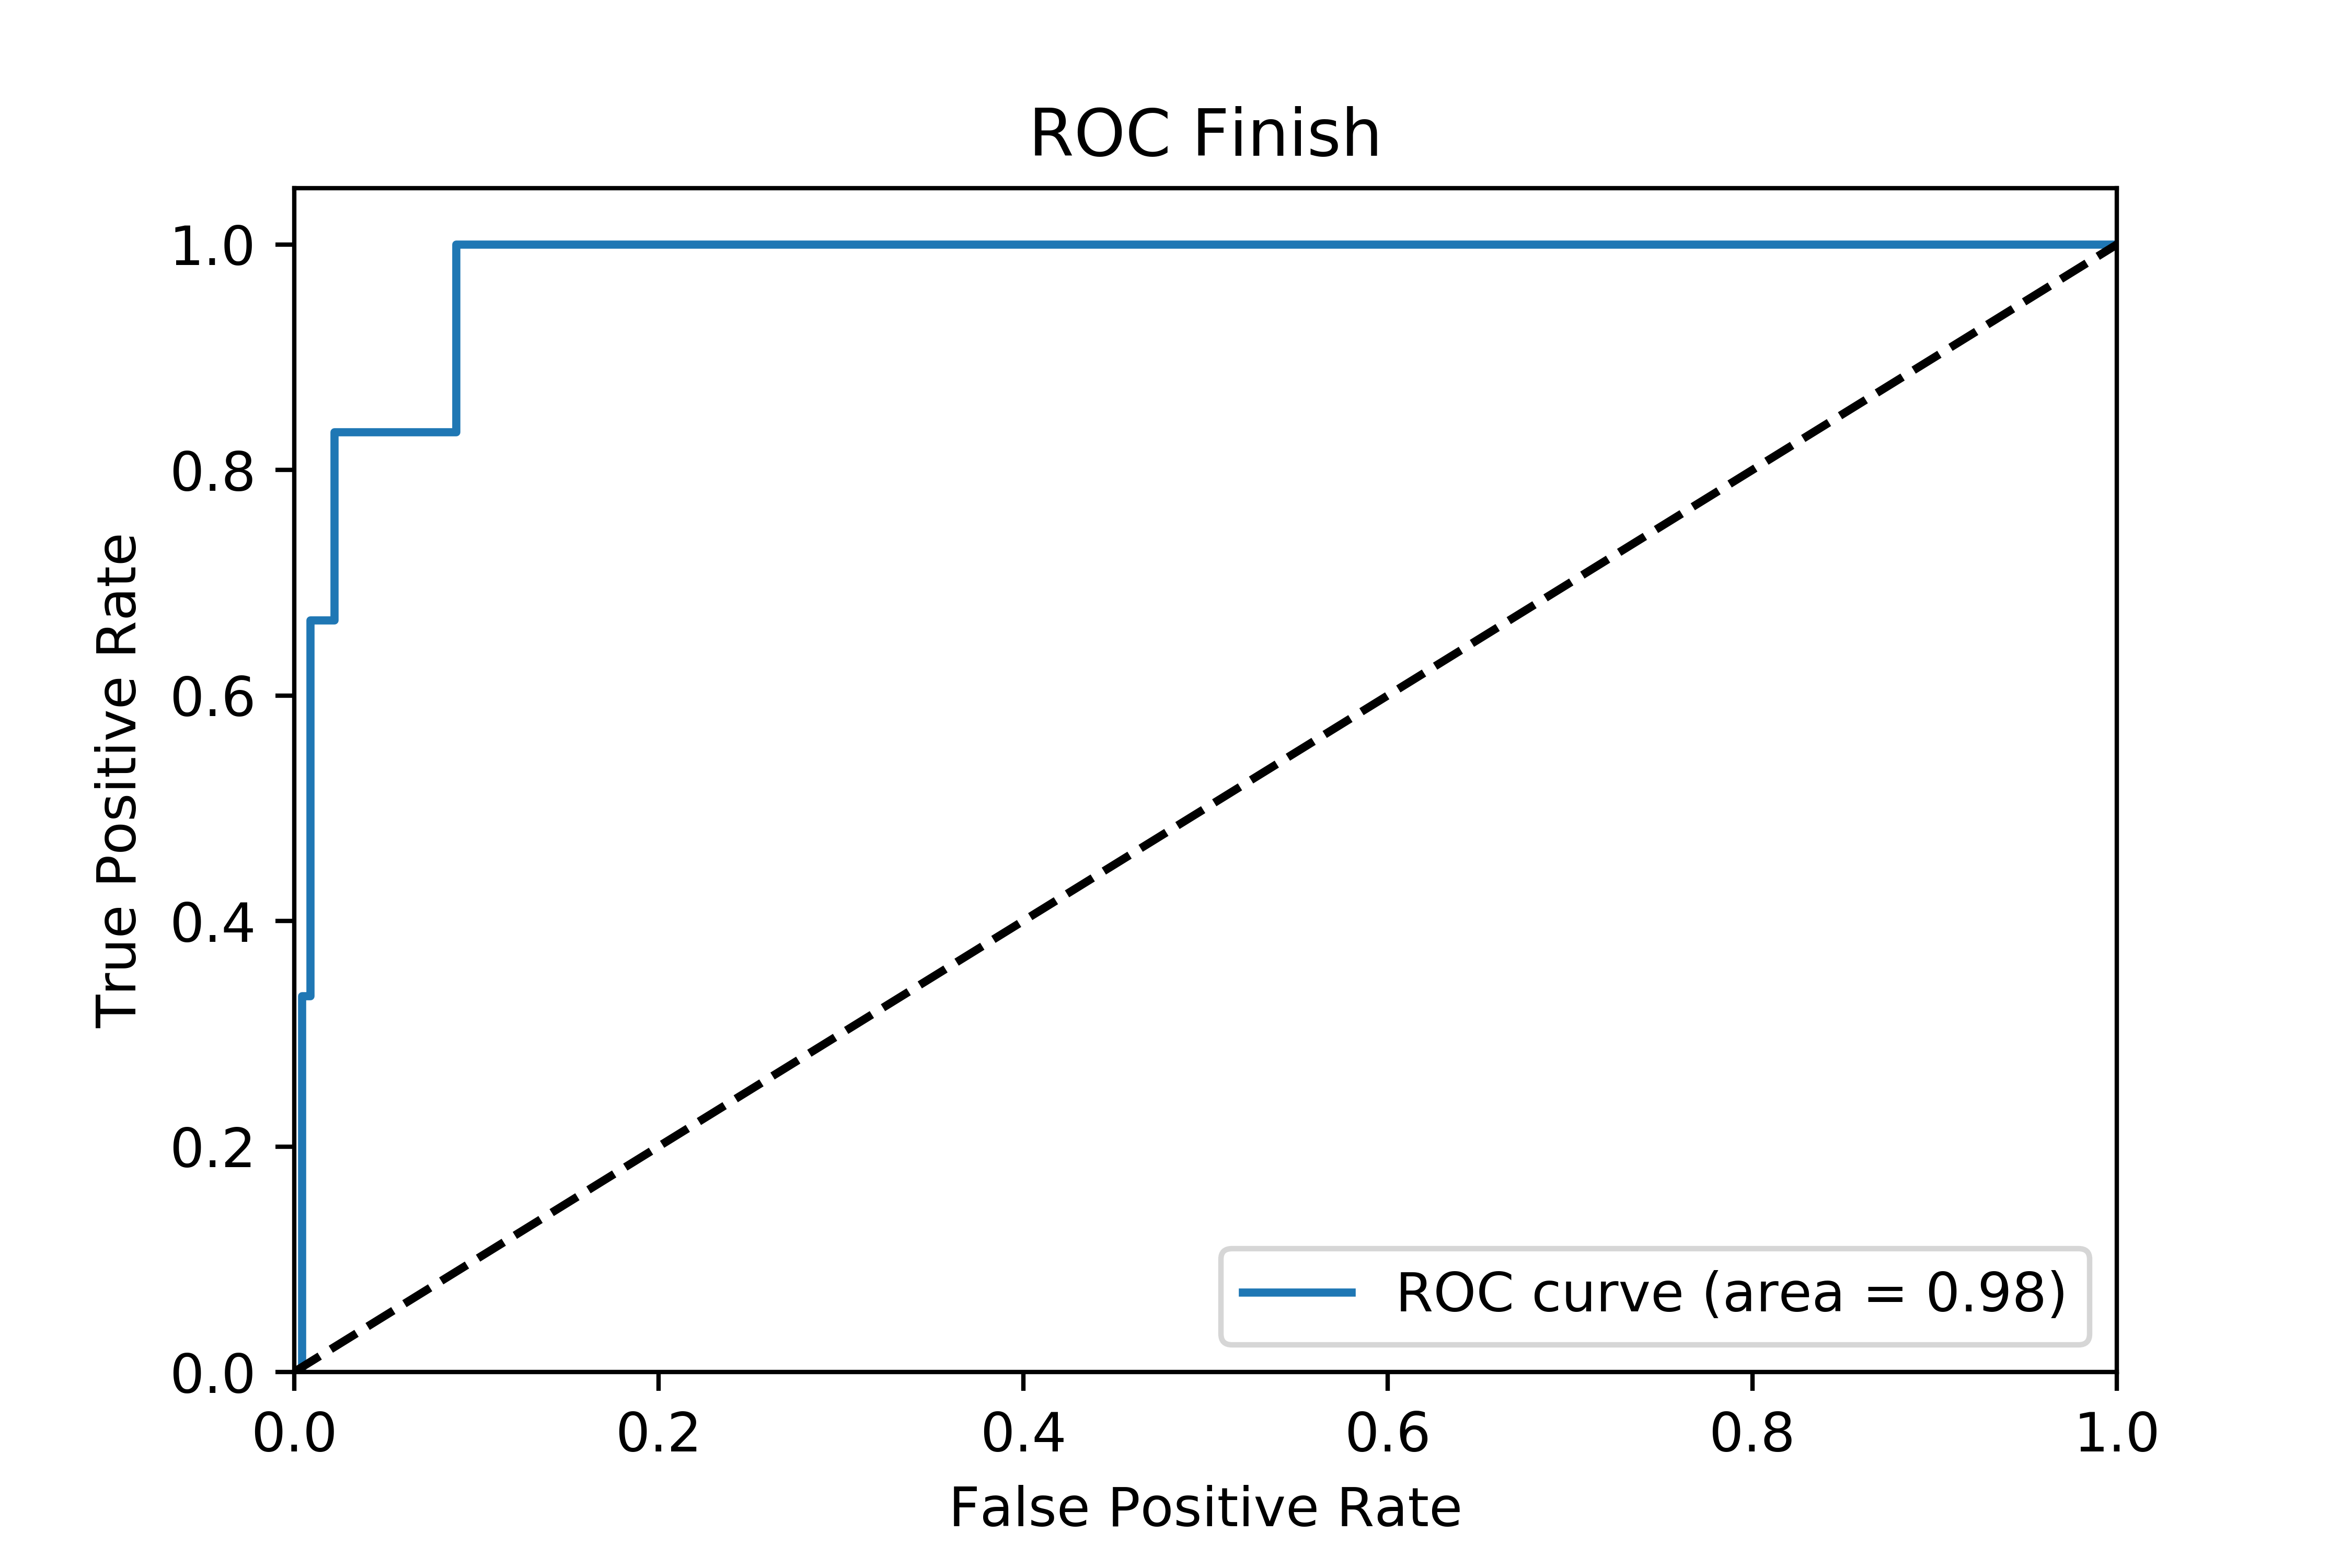 ROC Finish
1.0
0.8
0.6
0.4
0.2
0.0
True Positive Rate
ROC curve (area = 0.98)
0.0 0.2 0.4 0.6 0.8 1.0
False Positive Rate